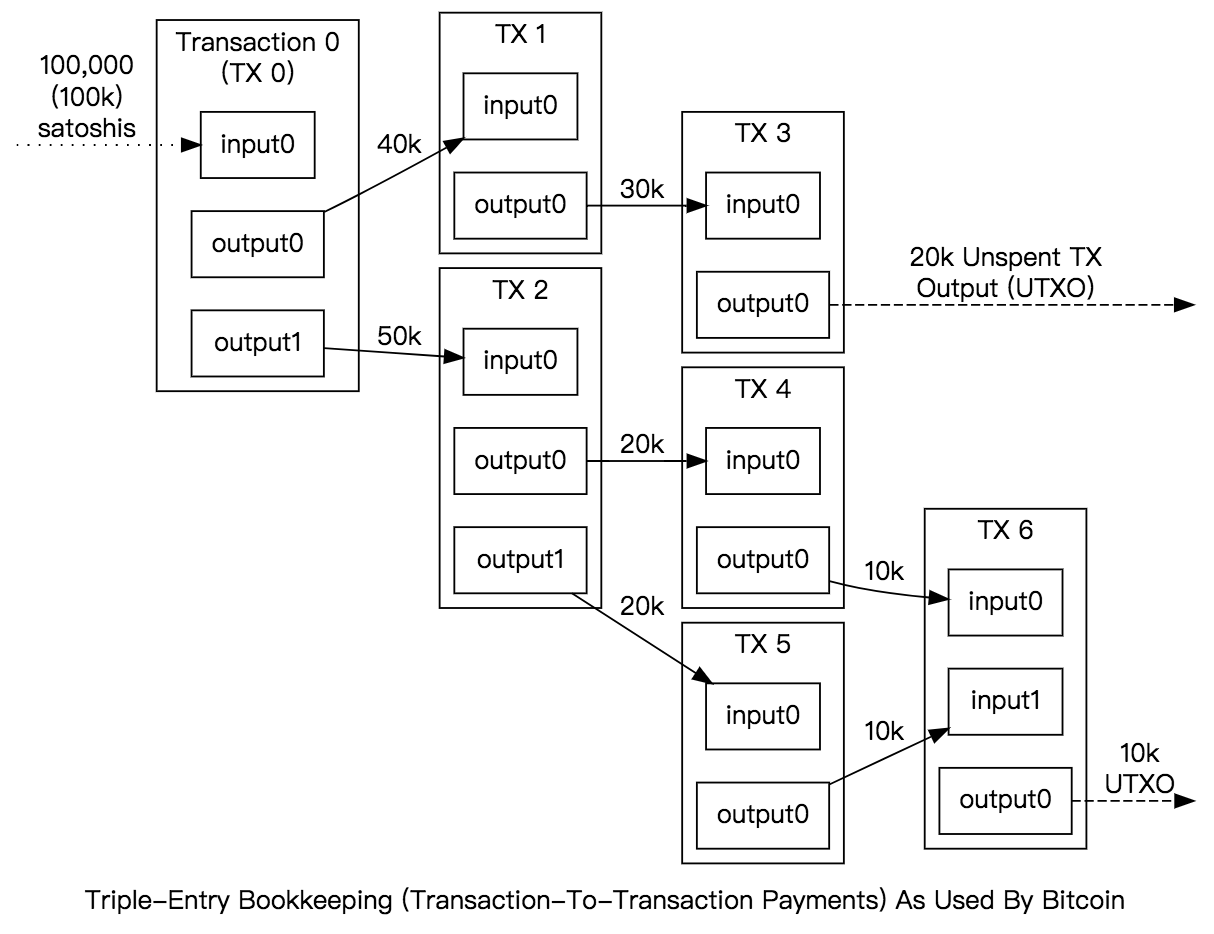 Transaction 0
(TX 0)
100,000
(100k)
satoshis
input0
output0
output1
40k
50k
TX 1
input0
output0
30k
TX 2
input0
output0
output1
20k
20k
TX 3
input0
output0
20k Unspent TX
Output (UTXO)
TX 4
input0
output0
10k
TX 5
input0
output0
10k
TX 6
input0
input1
output0
10k
UTXO
Triple-Entry Bookkeeping (Transaction-To-Transaction Payments) As Used By Bitcoin